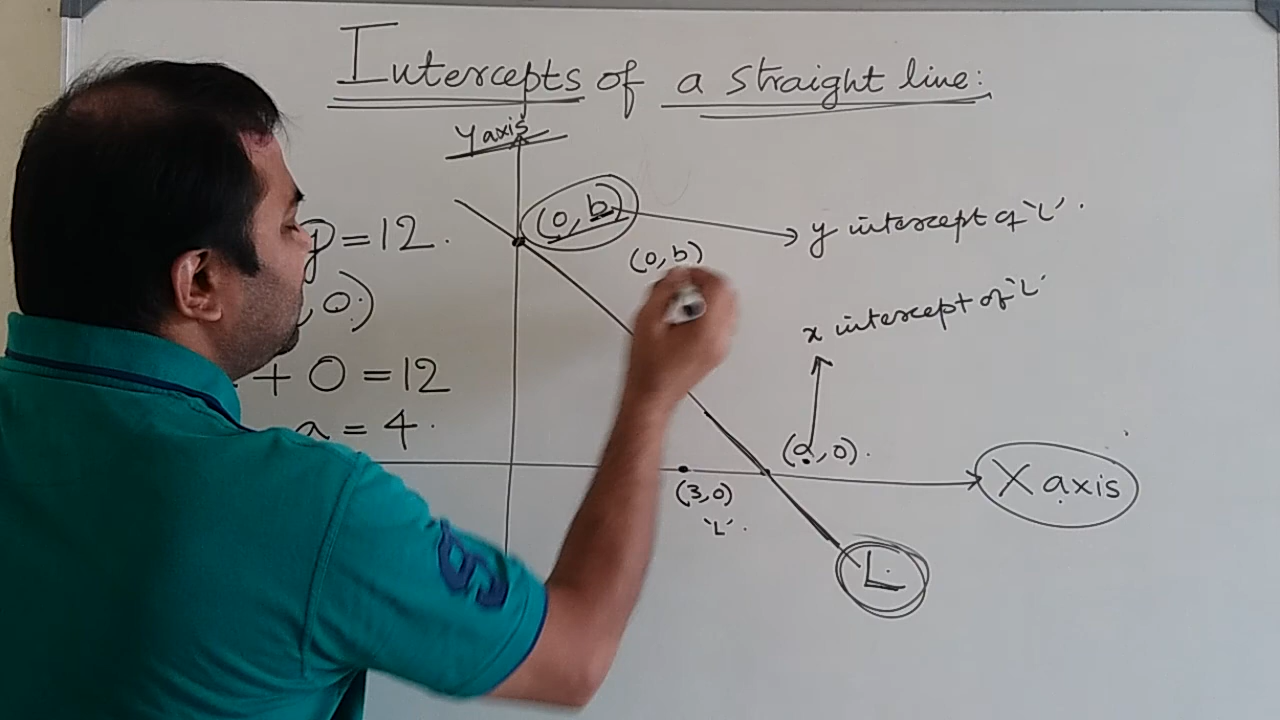 Intercepts of a straight line:
y axis
(0, b)
y intercept of 'L'.
(0, b)
= 12.
, 0)
x intercept of 'L'
+ 0 = 12
a = 4.
(a, 0).
X axis
(3, 0)
'L'.
L